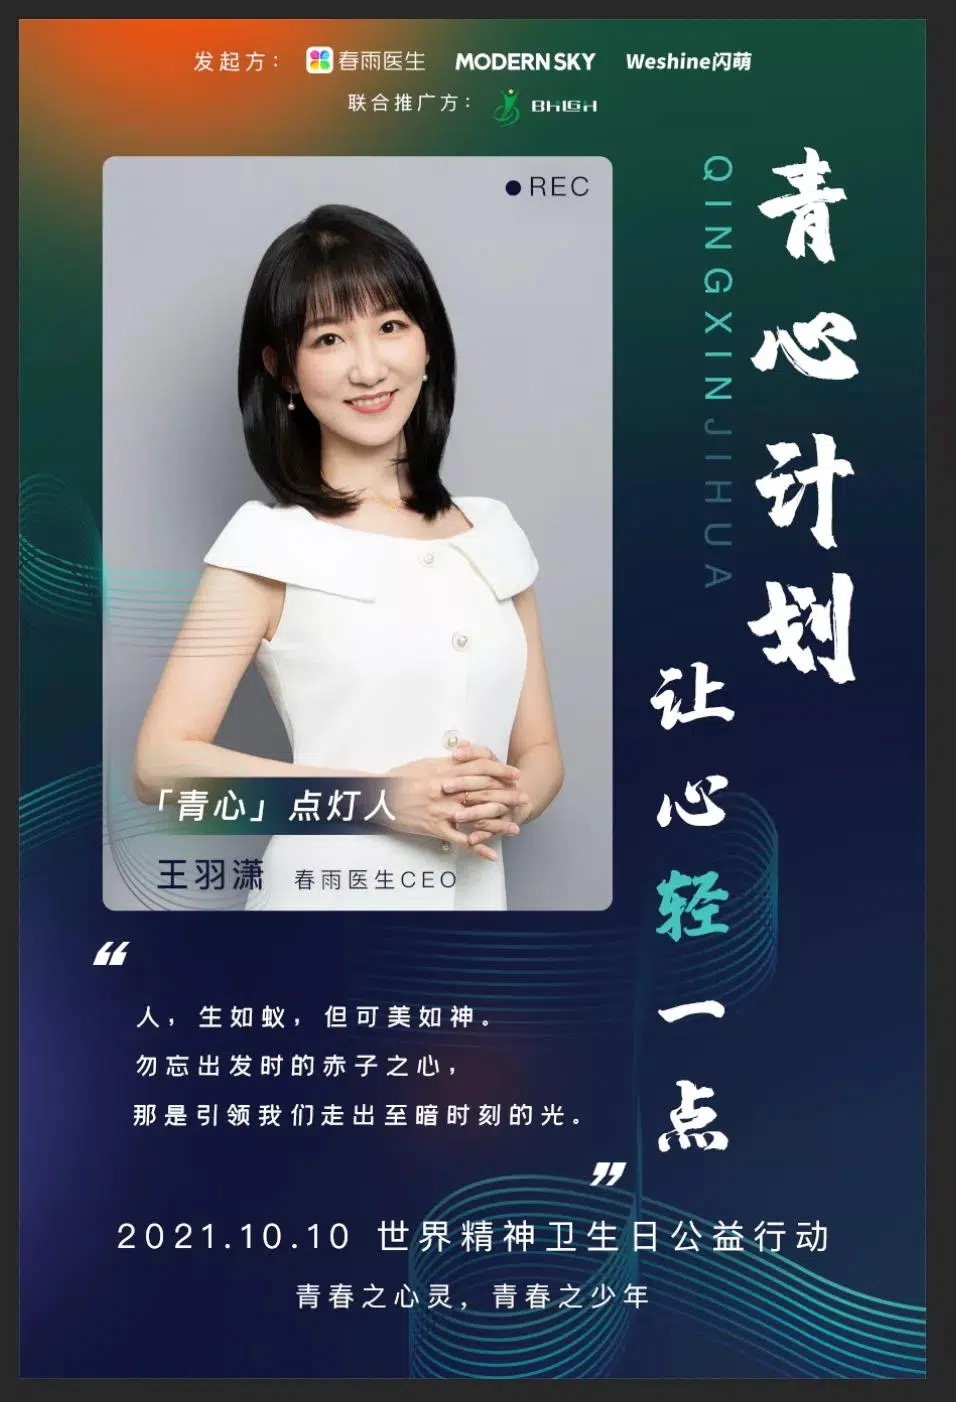 发起方： 春雨医生 MODERN SKY Weshine闪萌
联合推广方： BHLGH
REC
青心计划
QINGXINJIHUA
让心轻一点
「青心」点灯人
王羽潇 春雨医生CEO
“
人，生如蚁，但可美如神。
勿忘出发时的赤子之心，
那是引领我们走出至暗时刻的光。
”
2021.10.10 世界精神卫生日公益行动
青春之心灵，青春之少年